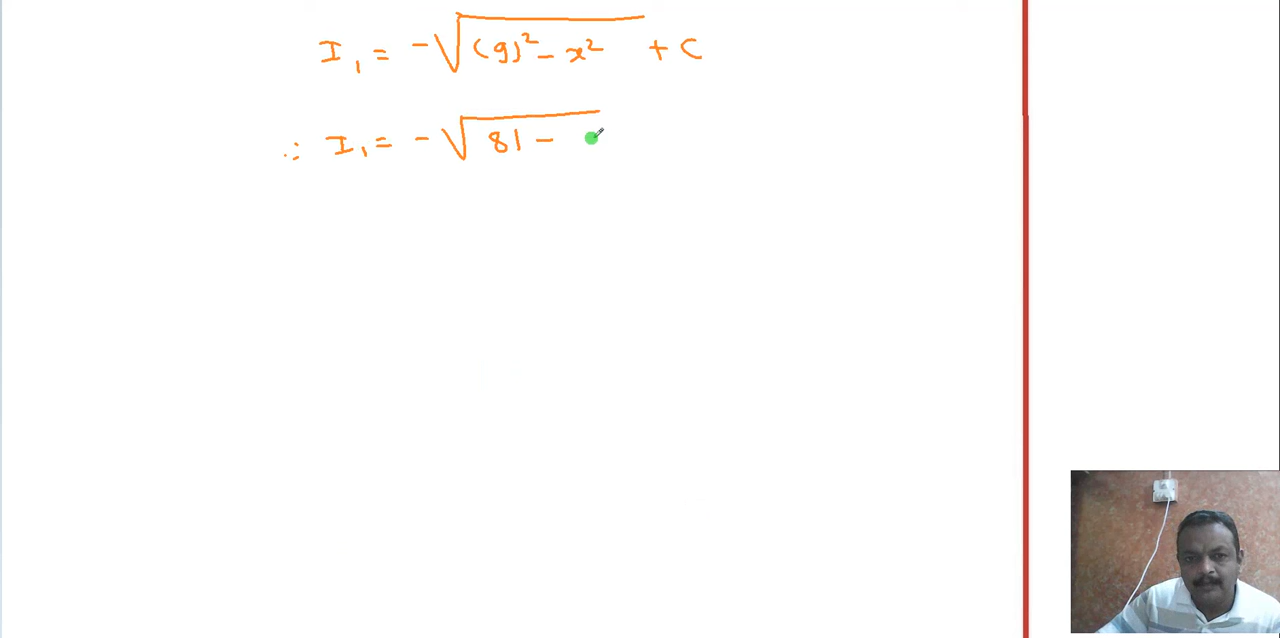 I₁ = -√((9)² - x²) + C
∴ I₁ = -√(81 -